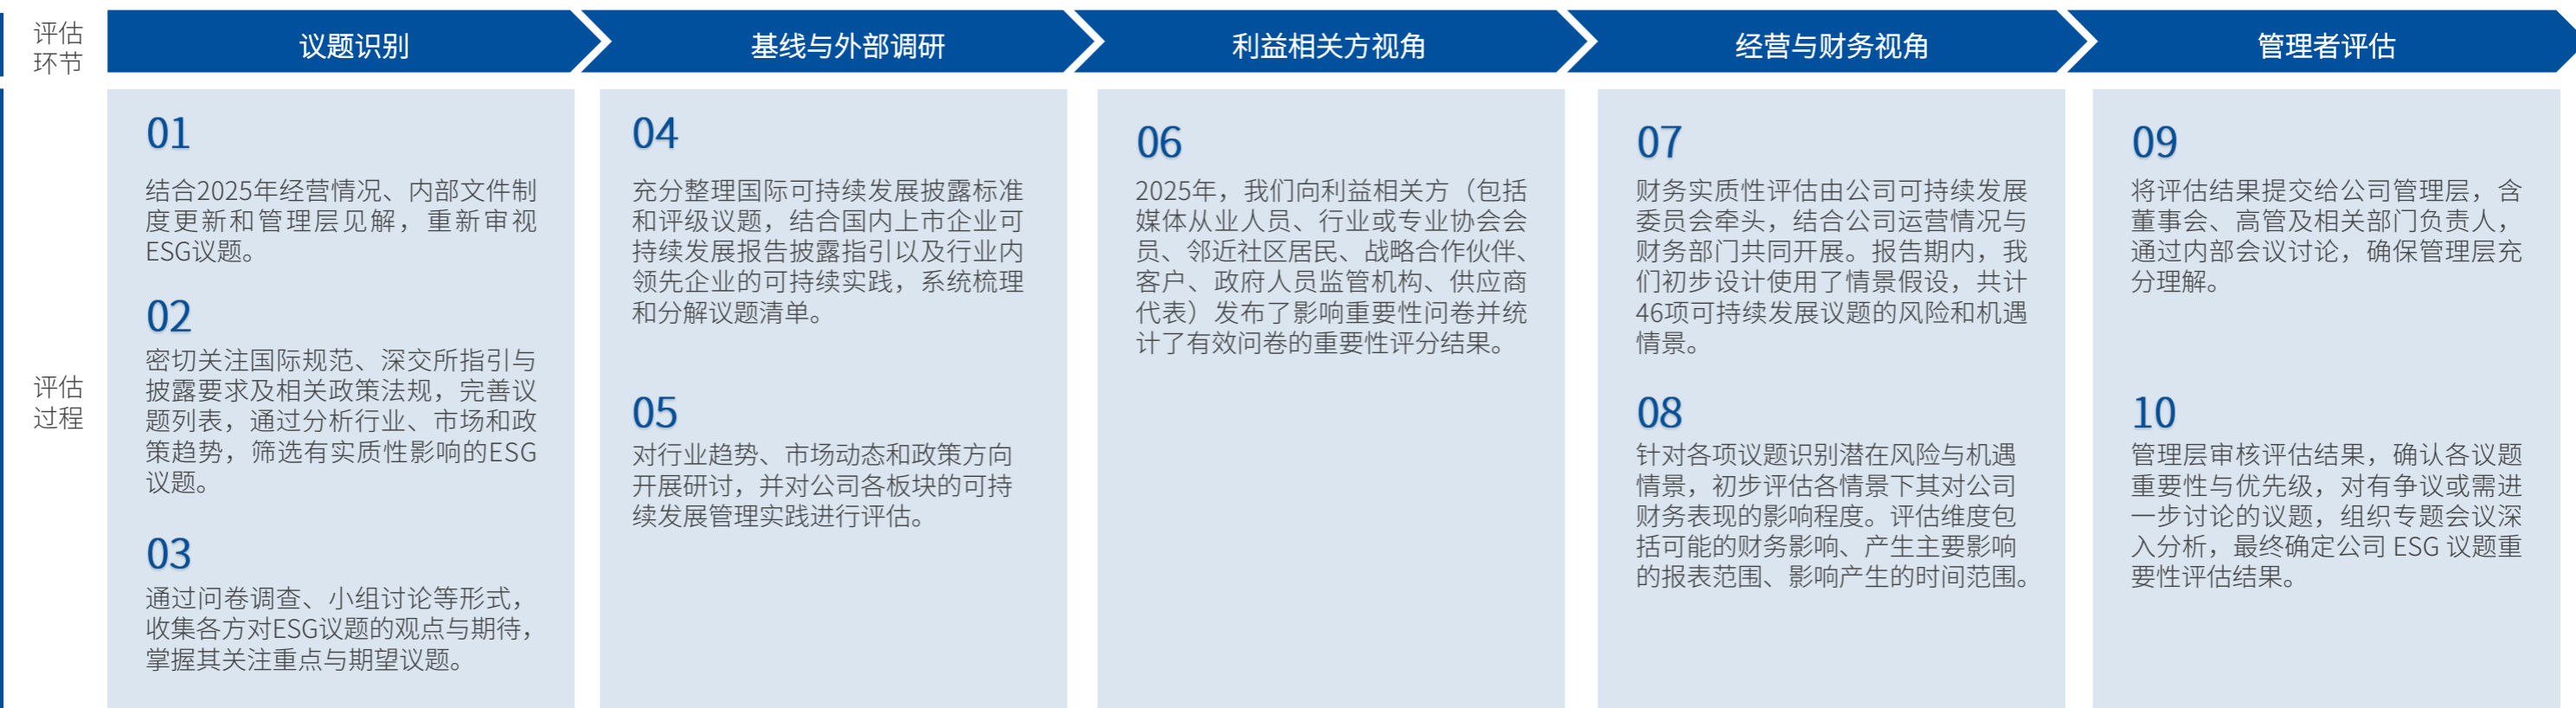 评估
环节
议题识别
基线与外部调研
利益相关方视角
经营与财务视角
管理者评估
评估
过程
01
结合2025年经营情况、内部文件制
度更新和管理层见解，重新审视
ESG议题。
02
密切关注国际规范、深交所指引与
披露要求及相关政策法规，完善议
题列表，通过分析行业、市场和政
策趋势，筛选有实质性影响的ESG
议题。
03
通过问卷调查、小组讨论等形式，
收集各方对ESG议题的观点与期待，
掌握其关注重点与期望议题。
04
充分整理国际可持续发展披露标准
和评级议题，结合国内上市企业可
持续发展报告披露指引以及行业内
领先企业的可持续实践，系统梳理
和分解议题清单。
05
对行业趋势、市场动态和政策方向
开展研讨，并对公司各板块的可持
续发展管理实践进行评估。
06
2025年，我们向利益相关方（包括
媒体从业人员、行业或专业协会会
员、邻近社区居民、战略合作伙伴、
客户、政府人员监管机构、供应商
代表）发布了影响重要性问卷并统
计了有效问卷的重要性评分结果。
07
财务实质性评估由公司可持续发展
委员会牵头，结合公司运营情况与
财务部门共同开展。报告期内，我
们初步设计使用了情景假设，共计
46项可持续发展议题的风险和机遇
情景。
08
针对各项议题识别潜在风险与机遇
情景，初步评估各情景下其对公司
财务表现的影响程度。评估维度包
括可能的财务影响、产生主要影响
的报表范围、影响产生的时间范围。
09
将评估结果提交给公司管理层，含
董事会、高管及相关部门负责人，
通过内部会议讨论，确保管理层充
分理解。
10
管理层审核评估结果，确认各议题
重要性与优先级，对有争议或需进
一步讨论的议题，组织专题会议深
入分析，最终确定公司 ESG 议题重
要性评估结果。